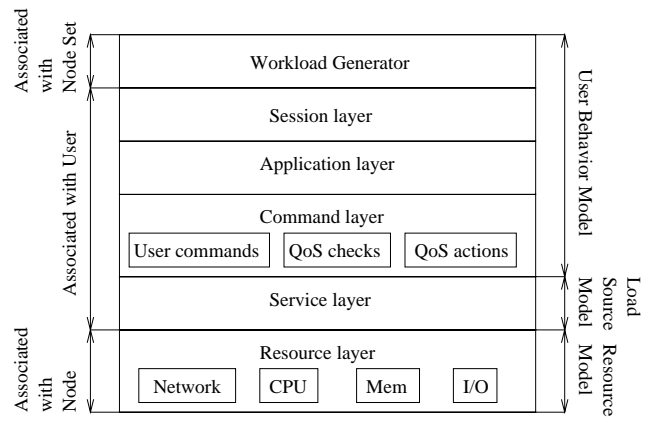 Associated
with
Node Set
Workload Generator
Session layer
Application layer
Command layer
User commands
QoS checks
QoS actions
Service layer
Resource layer
Network
CPU
Mem
I/O
Associated with User
Associated
with
Node
User Behavior Model
Load
Source
Model
Resource
Model